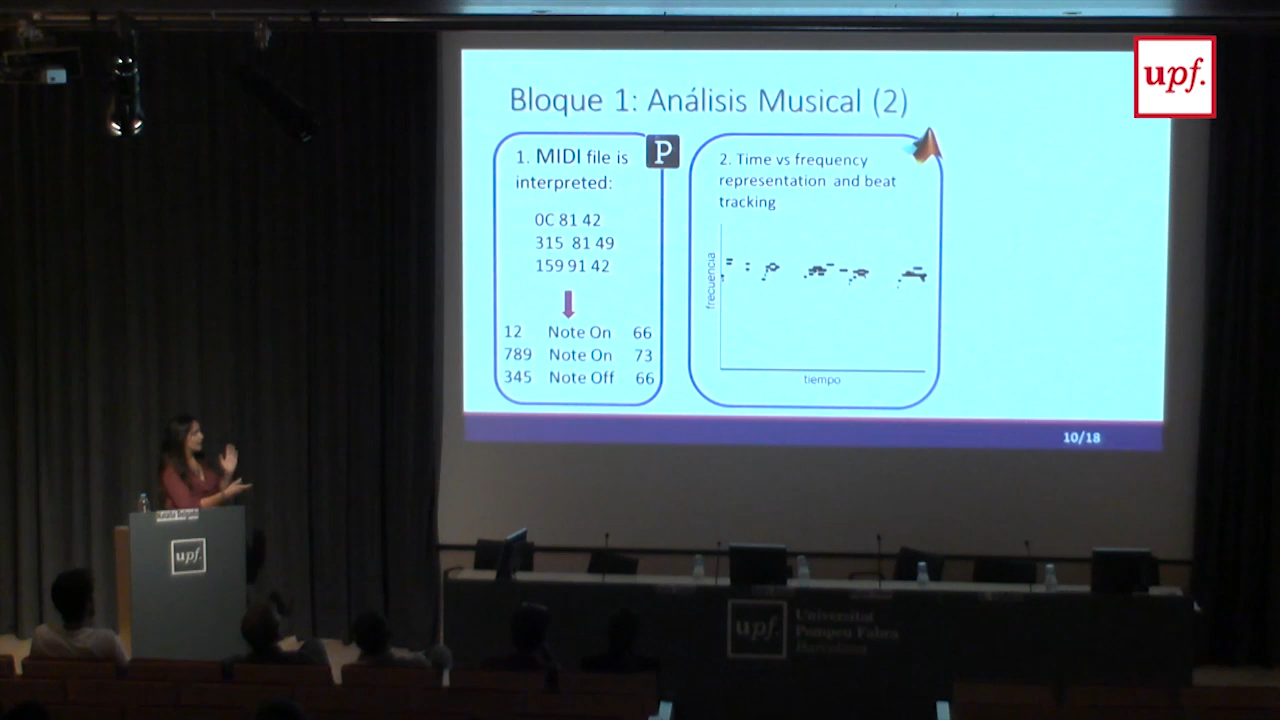 upf.
Bloque 1: Análisis Musical (2)
1. MIDI file is
interpreted:
P
0C 81 42
315 81 49
159 91 42
12 Note On 66
789 Note On 73
345 Note Off 66
2. Time vs frequency
representation and beat
tracking
frecuencia
tiempo
10/18
upf.
upf.
Universitat
Pompeu Fabra
Barcelona